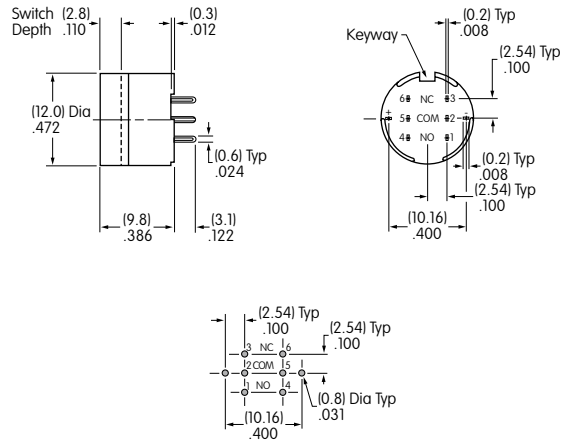 Switch
Depth
(2.8)
.110
(0.3)
.012
(12.0) Dia
.472
(0.6) Typ
.024
(9.8)
.386
(3.1)
.122
Keyway
(0.2) Typ
.008
(2.54) Typ
.100
6 NC 3
+ 5 COM 2 -
4 NO 1
(0.2) Typ
.008
(2.54) Typ
.100
(10.16)
.400
(2.54) Typ
.100
(2.54) Typ
.100
3 NC 6
2 COM 5
1 NO 4
(0.8) Dia Typ
.031
(10.16)
.400